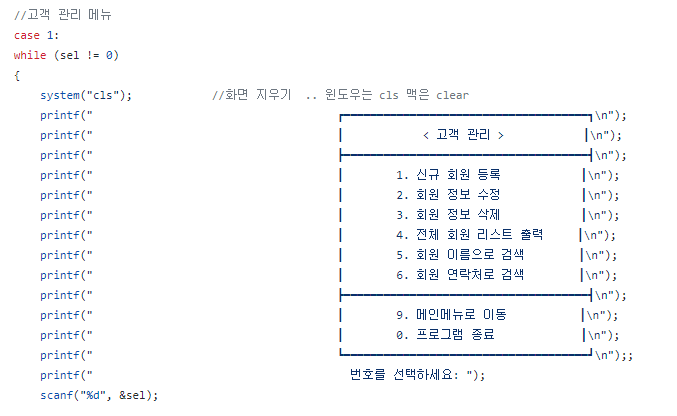 //고객 관리 메뉴
case 1:
while (sel != 0)
{
    system("cls");            //화면 지우기  .. 윈도우는 cls 맥은 clear
    printf("                                     ┏━━━━━━━━━━━━━━━━━━━━━━━━━━━━━━━━━━━━━┓\n");
    printf("                                     ┃            < 고객 관리 >            ┃\n");
    printf("                                     ┣━━━━━━━━━━━━━━━━━━━━━━━━━━━━━━━━━━━━━┫\n");
    printf("                                     ┃        1. 신규 회원 등록            ┃\n");
    printf("                                     ┃        2. 회원 정보 수정            ┃\n");
    printf("                                     ┃        3. 회원 정보 삭제            ┃\n");
    printf("                                     ┃        4. 전체 회원 리스트 출력     ┃\n");
    printf("                                     ┃        5. 회원 이름으로 검색        ┃\n");
    printf("                                     ┃        6. 회원 연락처로 검색        ┃\n");
    printf("                                     ┣━━━━━━━━━━━━━━━━━━━━━━━━━━━━━━━━━━━━━┫\n");
    printf("                                     ┃        9. 메인메뉴로 이동           ┃\n");
    printf("                                     ┃        0. 프로그램 종료             ┃\n");
    printf("                                     ┗━━━━━━━━━━━━━━━━━━━━━━━━━━━━━━━━━━━━━┛\n");;
    printf("                                       번호를 선택하세요: ");
    scanf("%d", &sel);